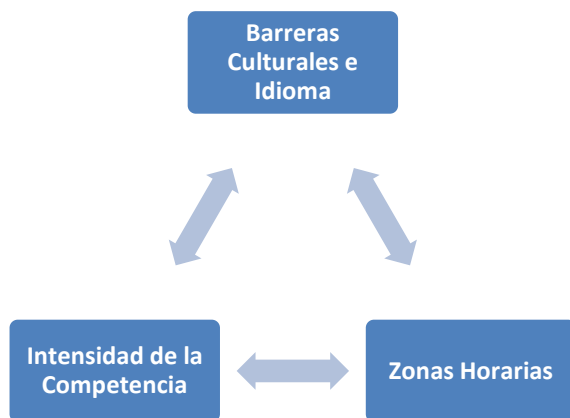 Barreras
Culturales e
Idioma
Intensidad de la
Competencia
Zonas Horarias